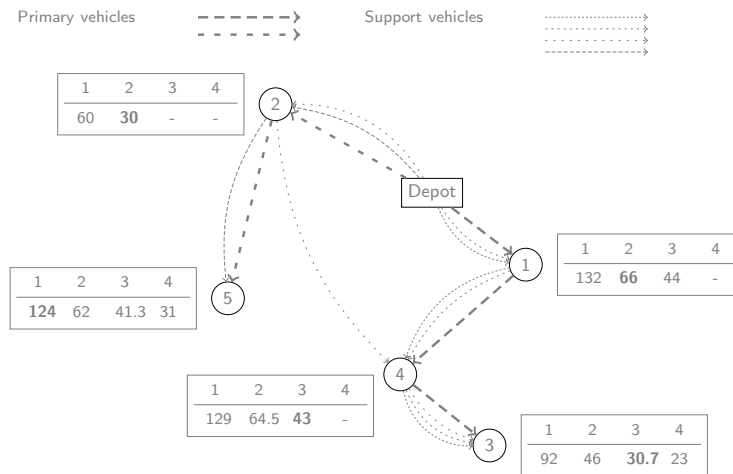 Primary vehicles Support vehicles
1 2 3 4
60 30 - -
2
Depot
1
1 2 3 4
132 66 44 -
1 2 3 4
124 62 41.3 31
5
4
1 2 3 4
129 64.5 43 -
3
1 2 3 4
92 46 30.7 23